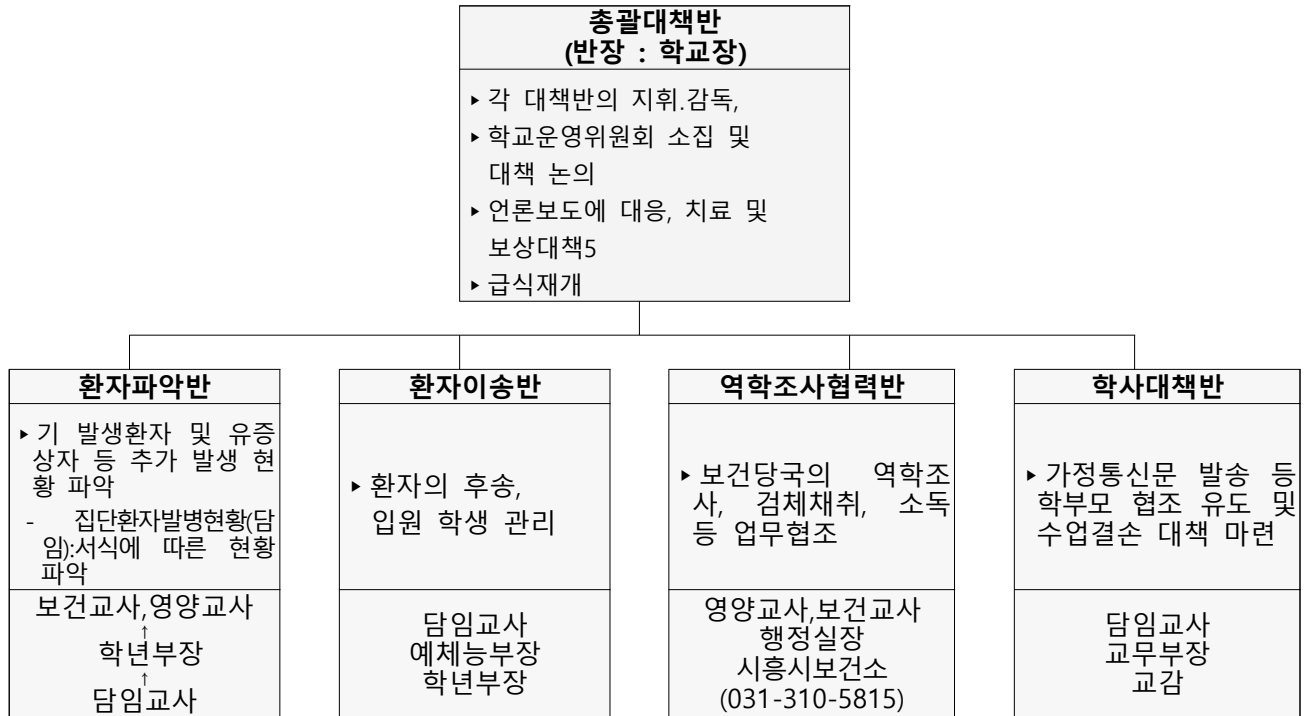 총괄대책반
(반장 : 학교장)
▸각 대책반의 지휘.감독,
▸학교운영위원회 소집 및
대책 논의
▸언론보도에 대응, 치료 및
보상대책5
▸급식재개
환자파악반
▸기 발생환자 및 유증
상자 등 추가 발생 현
황 파악
- 집단환자발병현황(담
임):서식에 따른 현황
파악
보건교사,영양교사
↑
학년부장
↑
담임교사
환자이송반
▸환자의 후송,
입원 학생 관리
담임교사
예체능부장
학년부장
역학조사협력반
▸보건당국의 역학조
사, 검체채취, 소독
등 업무협조
영양교사,보건교사
행정실장
시흥시보건소
(031-310-5815)
학사대책반
▸가정통신문 발송 등
학부모 협조 유도 및
수업결손 대책 마련
담임교사
교무부장
교감